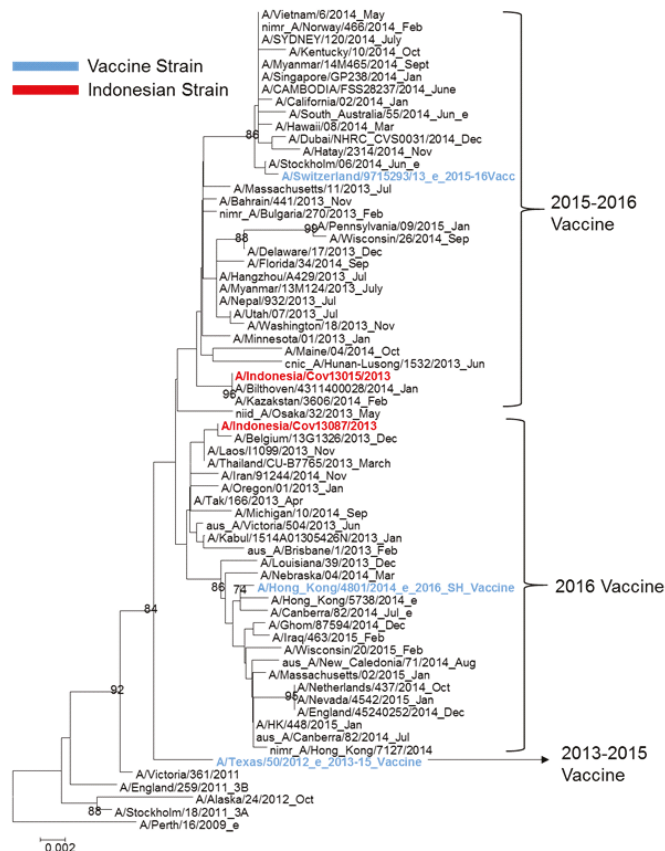 A/Vietnam/6/2014_May
nimr_A/Norway/466/2014_Feb
A/SYDNEY/120/2014_July
A/Kentucky/10/2014_Oct
Vaccine Strain
A/Myanmar/14M465/2014_Sept
A/Singapore/GP238/2014_Jan
Indonesian Strain
A/CAMBODIA/FSS28237/2014_June
A/California/02/2014_Jan
A/South_Australia/55/2014_Jun_e
A/Hawaii/08/2014_Mar
86
A/Dubai/NHRC_CVS0031/2014_Dec
A/Hatay/2314/2014_Nov
A/Stockholm/06/2014_Jun_e
A/Switzerland/9715293/13_e_2015-16Vacc
A/Massachusetts/11/2013_Jul
A/Bahrain/441/2013_Nov
2015-2016
Vaccine
nimr_A/Bulgaria/270/2013_Feb
A/Pennsylvania/09/2015_Jan
99
A/Wisconsin/26/2014_Sep
88
A/Delaware/17/2013_Dec
A/Florida/34/2014_Sep
A/Hangzhou/A429/2013_Jul
A/Myanmar/13M124/2013_July
A/Nepal/932/2013_Jul
A/Utah/07/2013_Jul
A/Washington/18/2013_Nov
A/Minnesota/01/2013_Jan
A/Maine/04/2014_Oct
cnic_A/Hunan-Lusong/1532/2013_Jun
A/Indonesia/Cov13015/2013
A/Bilthoven/4311400028/2014_Jan
96
A/Kazakstan/3606/2014_Feb
niid_A/Osaka/32/2013_May
A/Indonesia/Cov13087/2013
A/Belgium/13G1326/2013_Dec
A/Laos/I1099/2013_Nov
A/Thailand/CU-B7765/2013_March
A/Iran/91244/2014_Nov
A/Oregon/01/2013_Jan
A/Tak/166/2013_Apr
A/Michigan/10/2014_Sep
aus_A/Victoria/504/2013_Jun
A/Kabul/1514A01305426N/2013_Jan
aus_A/Brisbane/1/2013_Feb
A/Louisiana/39/2013_Dec
A/Nebraska/04/2014_Mar
86
74
A/Hong_Kong/4801/2014_e_2016_SH_Vaccine
2016 Vaccine
A/Hong_Kong/5738/2014_e
A/Canberra/82/2014_Jul_e
84
A/Ghom/87594/2014_Dec
A/Iraq/463/2015_Feb
A/Wisconsin/20/2015_Feb
aus_A/New_Caledonia/71/2014_Aug
A/Massachusetts/02/2015_Jan
A/Netherlands/437/2014_Oct
92
A/Nevada/4542/2015_Jan
A/England/45240252/2014_Dec
A/HK/448/2015_Jan
aus_A/Canberra/82/2014_Jul
nimr_A/Hong_Kong/7127/2014
A/Texas/50/2012_e_2013-15_Vaccine
2013-2015
Vaccine
A/Victoria/361/2011
A/England/259/2011_3B
A/Alaska/24/2012_Oct
88
A/Stockholm/18/2011_3A
A/Perth/16/2009_e
0.002